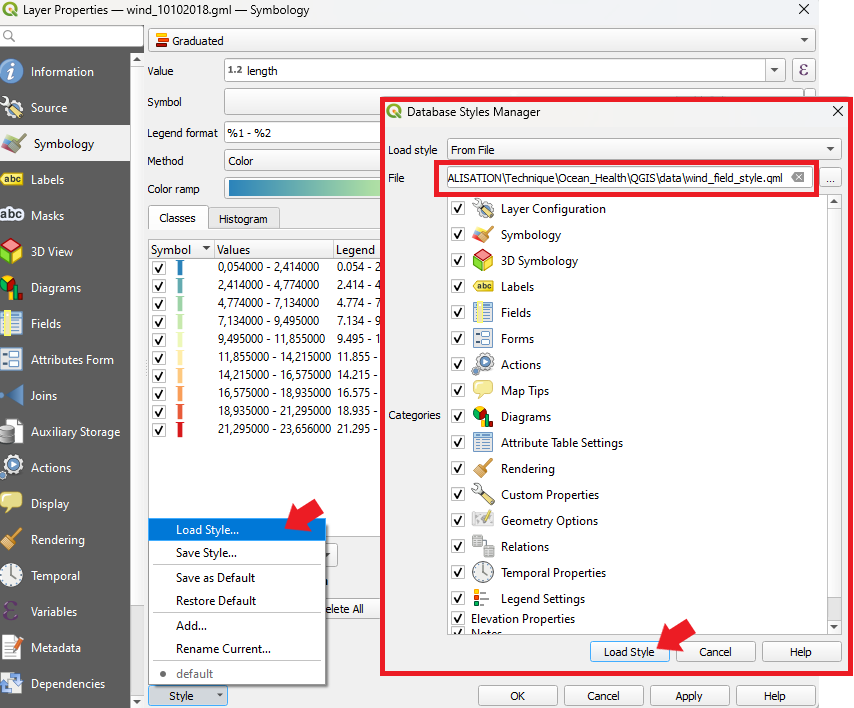 Layer Properties — wind_10102018.gml — Symbology
Graduated
Information
Source
Symbology
Labels
Masks
3D View
Diagrams
Fields
Attributes Form
Joins
Auxiliary Storage
Actions
Display
Rendering
Temporal
Variables
Metadata
Dependencies
Value
1.2 length
ε
Symbol
Legend format
%1 - %2
Method
Color
Color ramp
Classes
Histogram
Symbol Values Legend
0,054000 - 2,414000 0.054 - 2
2,414000 - 4,774000 2.414 - 4
4,774000 - 7,134000 4.774 - 7
7,134000 - 9,495000 7.134 - 9
9,495000 - 11,855000 9.495 - 1
11,855000 - 14,215000 11.855 -
14,215000 - 16,575000 14.215 -
16,575000 - 18,935000 16.575 -
18,935000 - 21,295000 18.935 -
21,295000 - 23,656000 21.295 -
Load Style...
Save Style...
Save as Default
Restore Default
Add...
Rename Current...
default
elete All
Style
OK
Cancel
Apply
Help
Database Styles Manager
Load style
From File
File
ALISATION\Technique\Ocean_Health\QGIS\data\wind_field_style.qml
...
Categories
Layer Configuration
Symbology
3D Symbology
abc Labels
Fields
Forms
Actions
Map Tips
Diagrams
Attribute Table Settings
Rendering
Custom Properties
Geometry Options
Relations
Temporal Properties
Legend Settings
Elevation Properties
Notes
Load Style
Cancel
Help